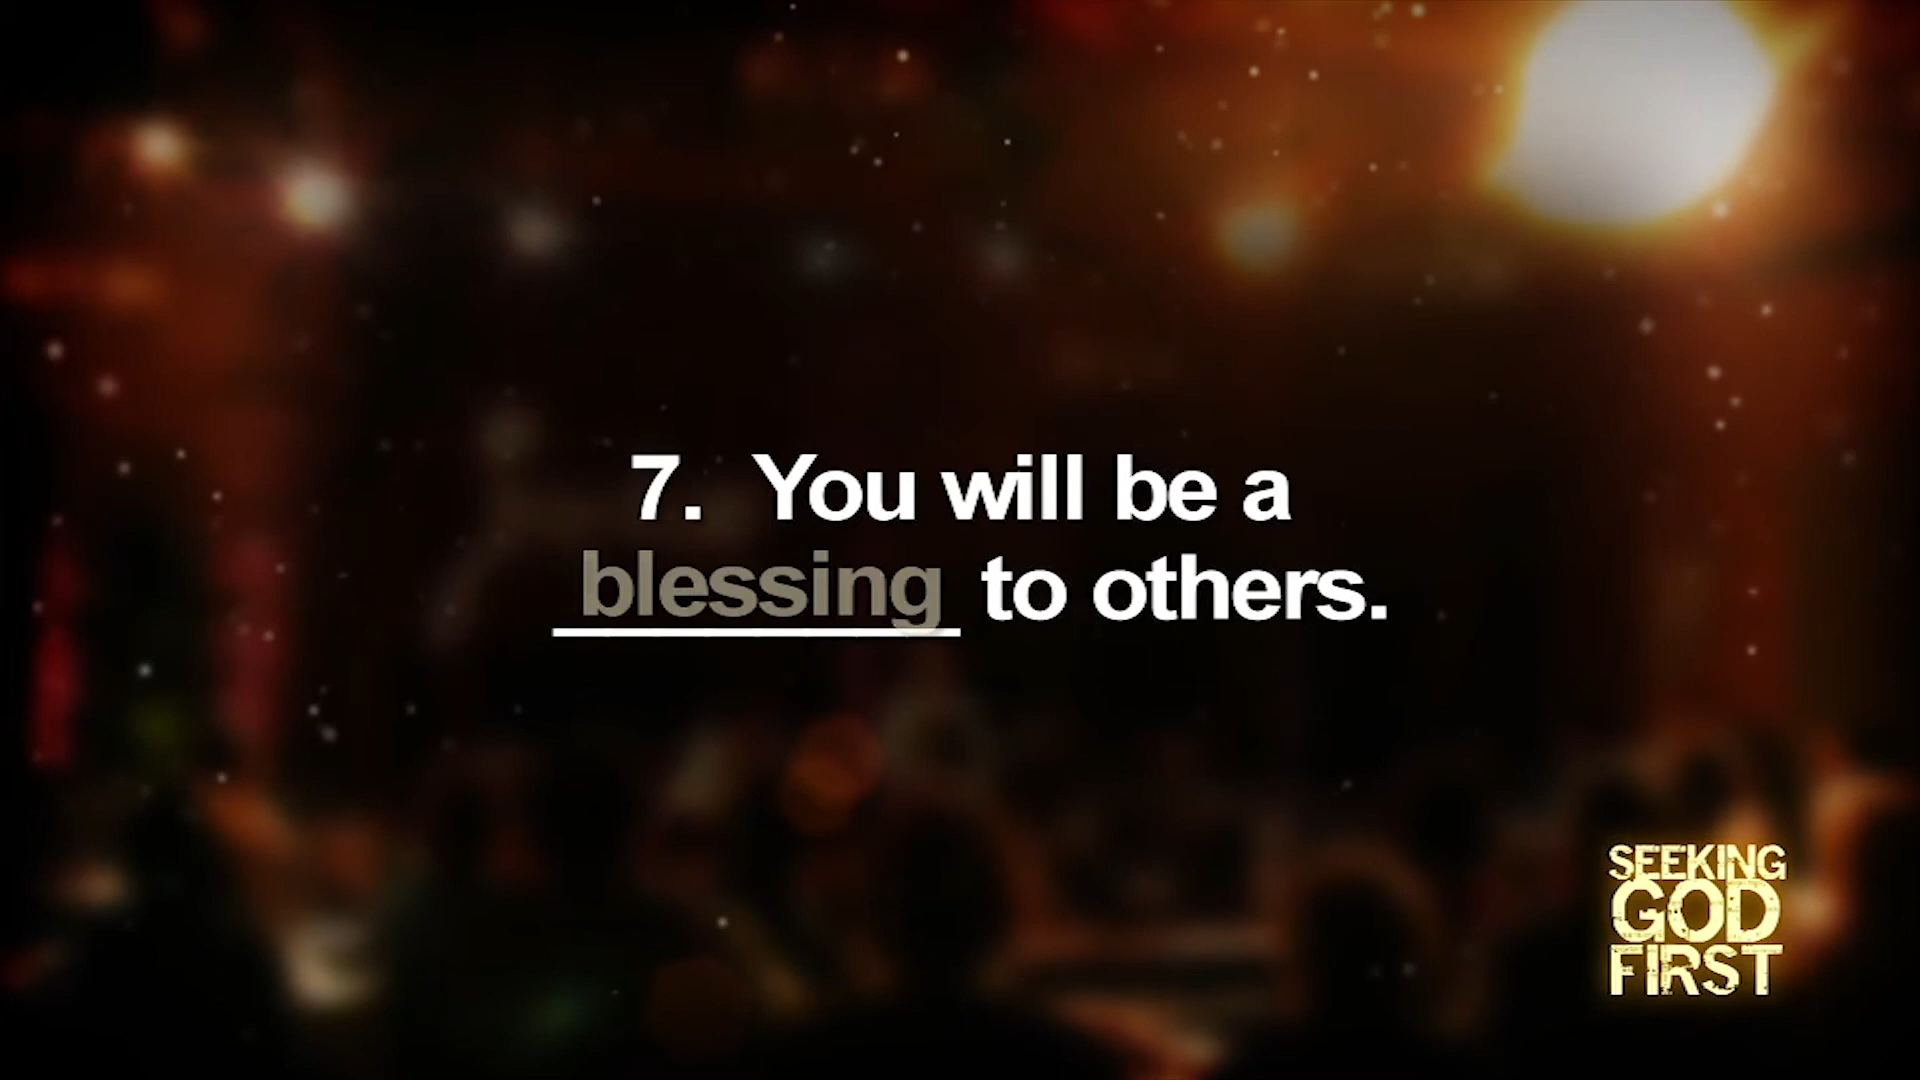 7. You will be a
blessing to others.
SEEKING
GOD
FIRST